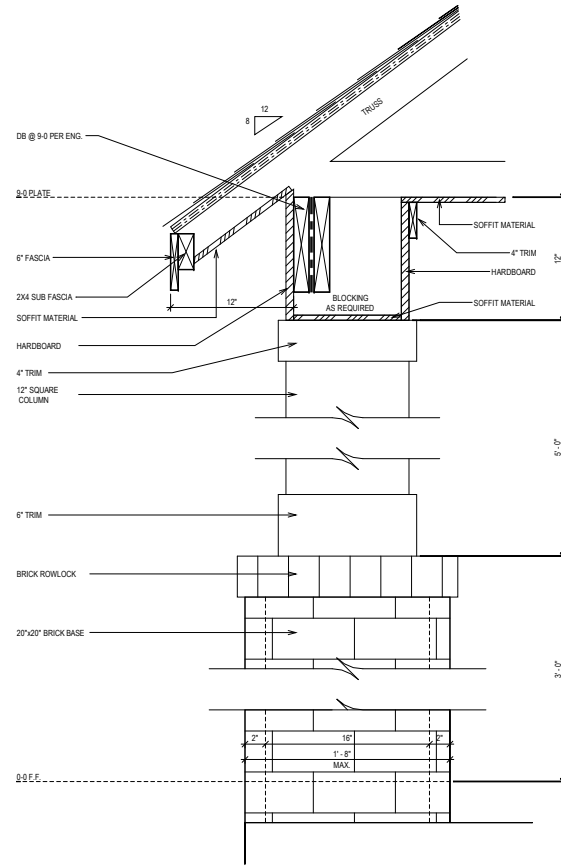 12
8
TRUSS
DB @ 9-0 PER ENG.
9-0 PLATE
SOFFIT MATERIAL
4" TRIM
6" FASCIA
HARDBOARD
12"
2X4 SUB FASCIA
12"
BLOCKING
AS REQUIRED
SOFFIT MATERIAL
SOFFIT MATERIAL
HARDBOARD
4" TRIM
12" SQUARE
COLUMN
5' - 0"
6" TRIM
BRICK ROWLOCK
20"x20" BRICK BASE
3' - 0"
2"
16"
2"
1' - 8"
MAX.
0-0 F.F.